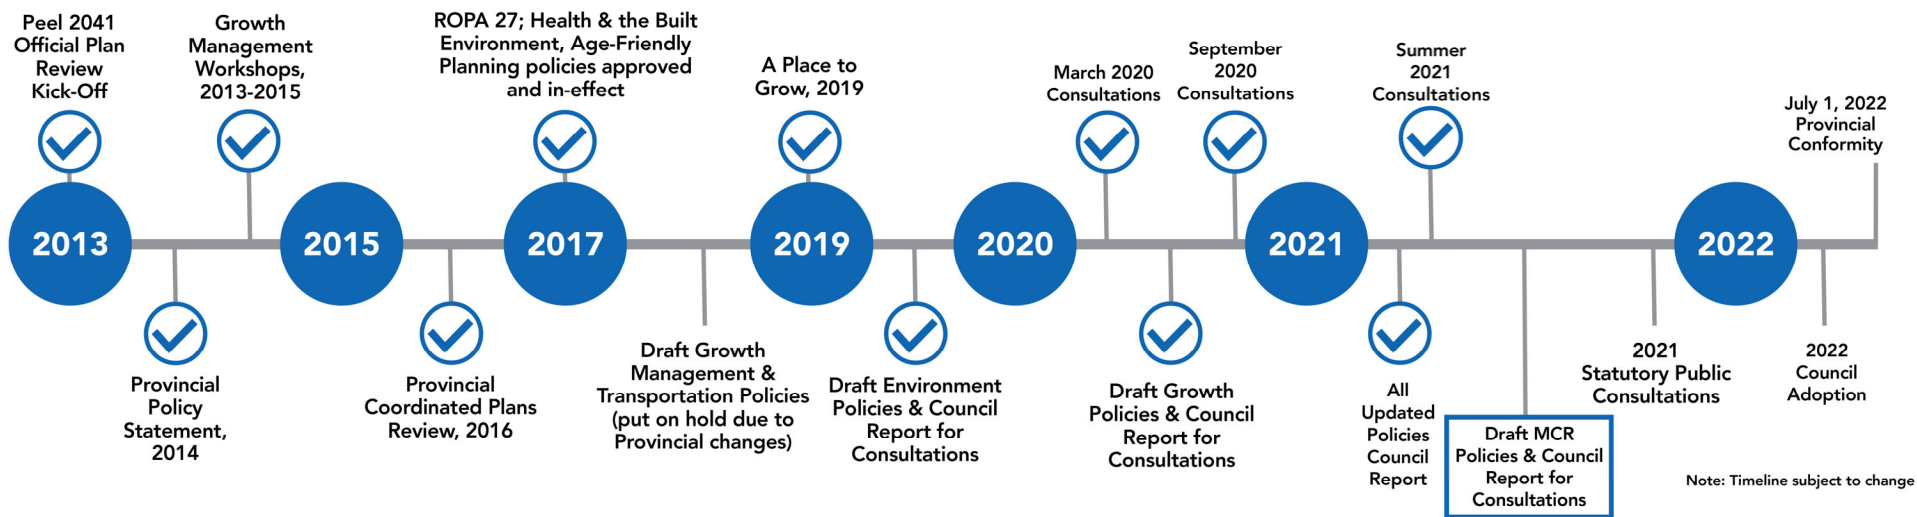 Peel 2041
Official Plan
Review
Kick-Off
Growth
Management
Workshops,
2013-2015
ROPA 27; Health & the Built
Environment, Age-Friendly
Planning policies approved
and in-effect
A Place to
Grow, 2019
March 2020
Consultations
September
2020
Consultations
Summer
2021
Consultations
July 1, 2022
Provincial
Conformity
2013
2015
2017
2019
2020
2021
2022
Provincial
Policy
Statement,
2014
Provincial
Coordinated Plans
Review, 2016
Draft Growth
Management &
Transportation Policies
(put on hold due to
Provincial changes)
Draft Environment
Policies & Council
Report for
Consultations
Draft Growth
Policies & Council
Report for
Consultations
All
Updated
Policies
Council
Report
Draft MCR
Policies & Council
Report for
Consultations
2021
Statutory Public
Consultations
2022
Council
Adoption
Note: Timeline subject to change